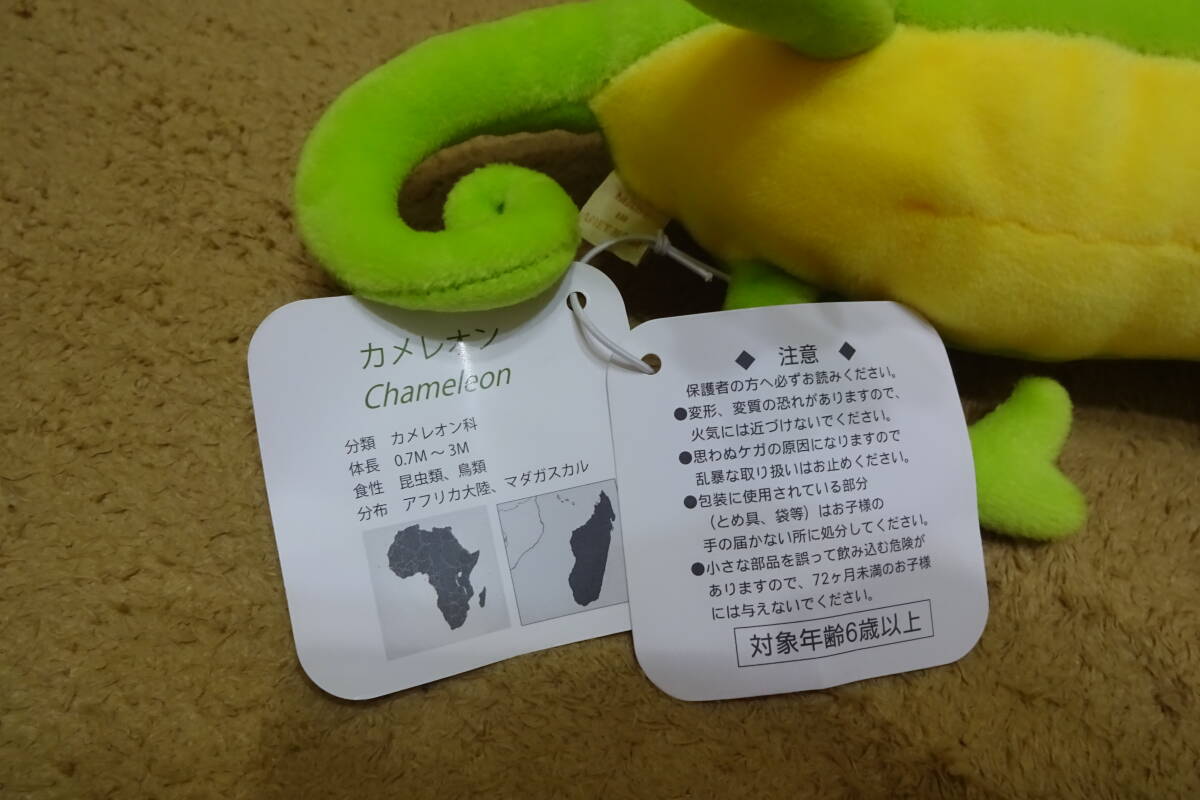 カメレオン
Chameleon
分類 カメレオン科
体長 0.7M～3M
食性 昆虫類、鳥類
分布 アフリカ大陸、マダガスカル
◆ 注意 ◆
保護者の方へ必ずお読みください。
●変形、変質の恐れがありますので、
火気には近づけないでください。
●思わぬケガの原因になりますので
乱暴な取り扱いはお止めください。
●包装に使用されている部分
（とめ具、袋等）はお子様の
手の届かない所に処分してください。
●小さな部品を誤って飲み込む危険が
ありますので、72ヶ月未満のお子様
には与えないでください。
対象年齢6歳以上